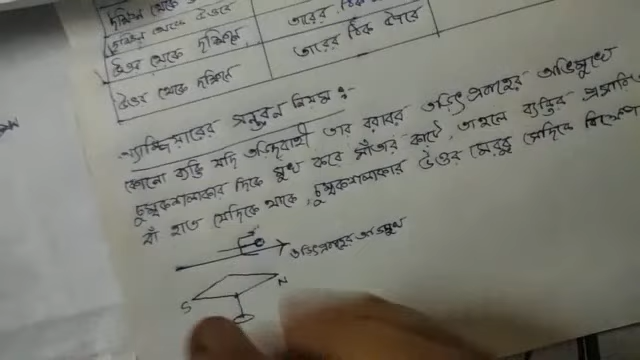 দক্ষিণ থেকে উত্তরে
তারের ঠিক
উত্তর থেকে দক্ষিণে
তারের ঠিক উপরে
উত্তর থেকে দক্ষিণে
অ্যাম্পিয়ারের সন্তরণ নিয়ম :-
কোনো ব্যক্তি যদি তড়িৎবাহী তার বরাবর তড়িৎপ্রবাহের অভিমুখে
চুম্বকশলাকার দিকে মুখ করে সাঁতার কাটে, তাহলে ব্যক্তির প্রসারিত
বাঁ হাত যেদিকে থাকে, চুম্বকশলাকার উত্তর মেরুর সেদিকে বিক্ষেপ
তড়িৎপ্রবাহের অভিমুখ
S N